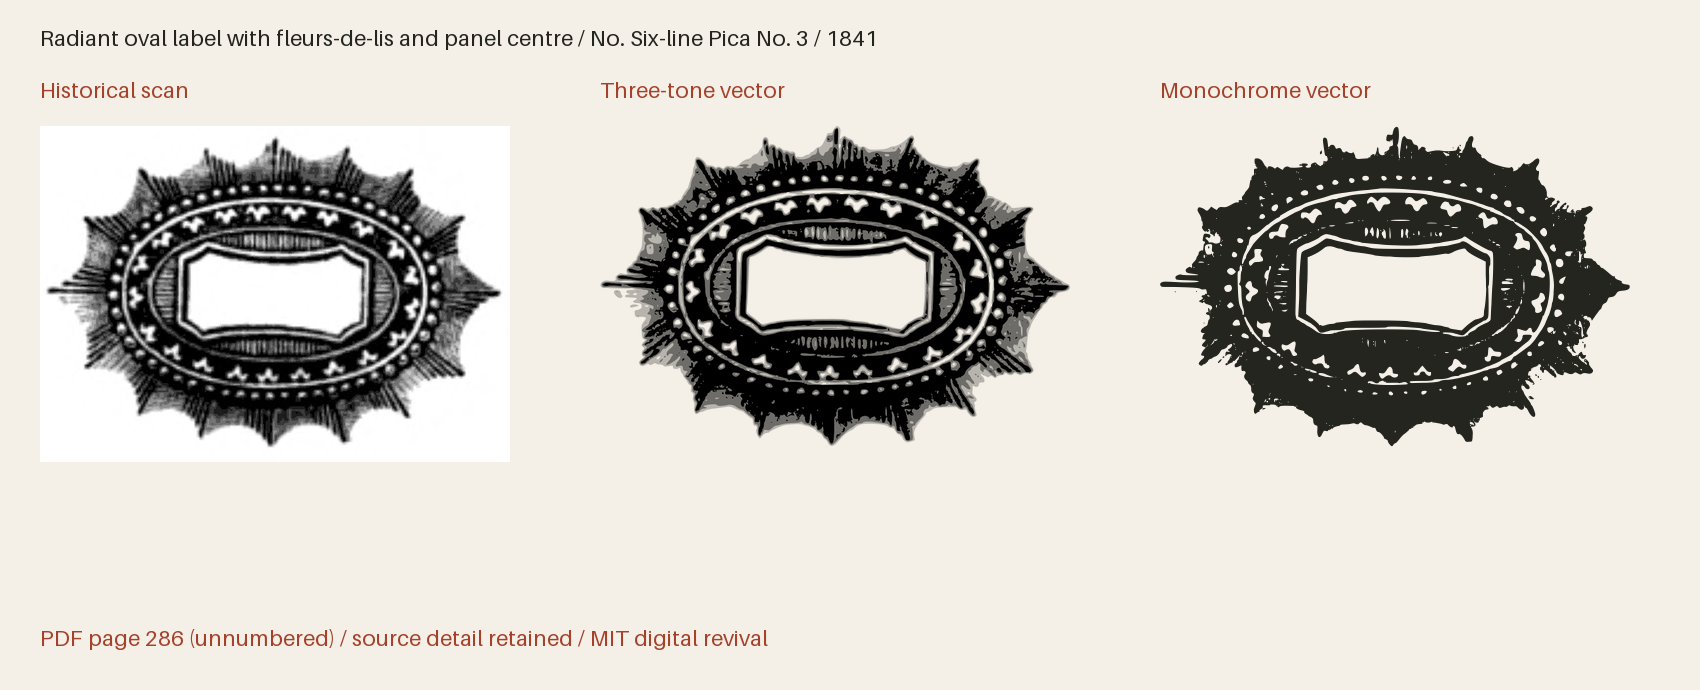 Radiant oval label with fleurs-de-lis and panel centre / No. Six-line Pica No. 3 / 1841
Historical scan
Three-tone vector
Monochrome vector
PDF page 286 (unnumbered) / source detail retained / MIT digital revival